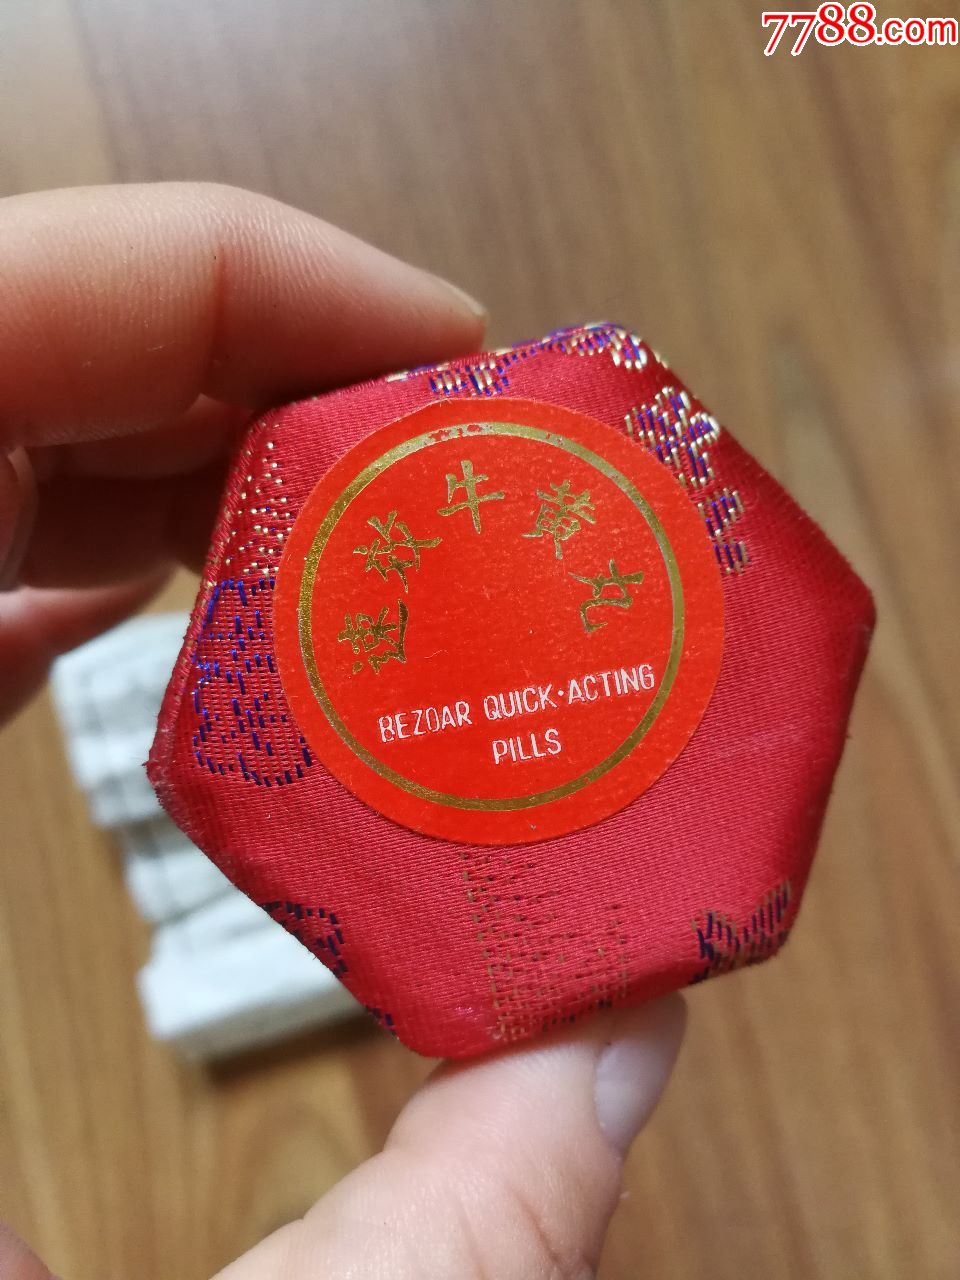 7788.com
速效牛黄丸
BEZOAR QUICK·ACTING
PILLS